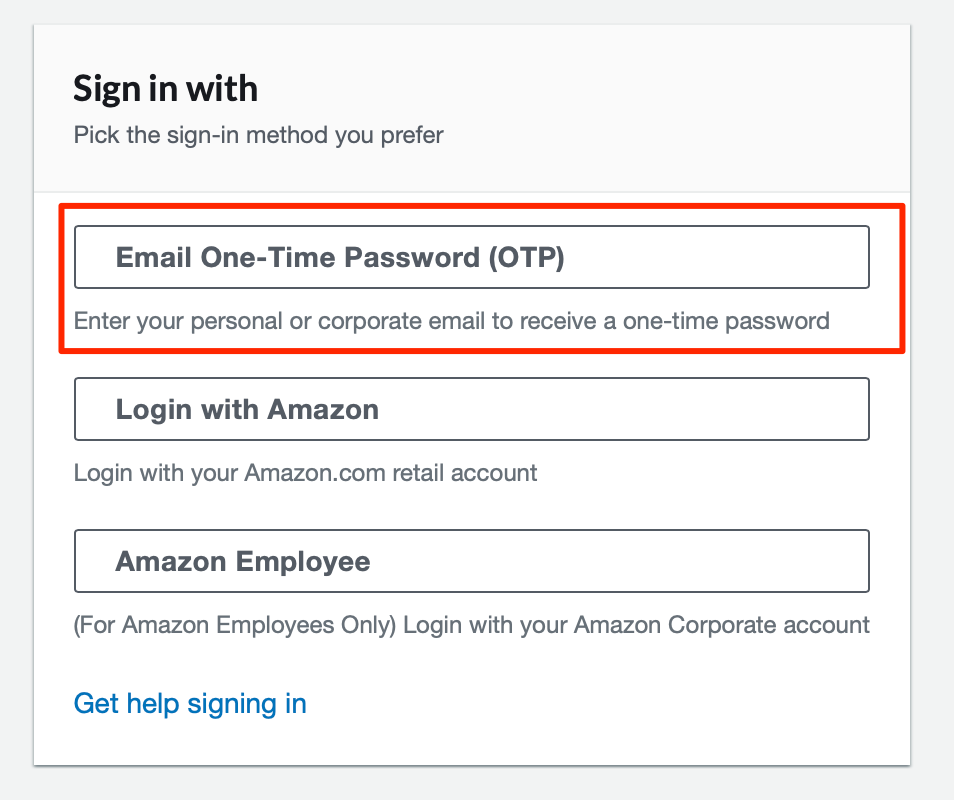 Sign in with
Pick the sign-in method you prefer
Email One-Time Password (OTP)
Enter your personal or corporate email to receive a one-time password
Login with Amazon
Login with your Amazon.com retail account
Amazon Employee
(For Amazon Employees Only) Login with your Amazon Corporate account
Get help signing in